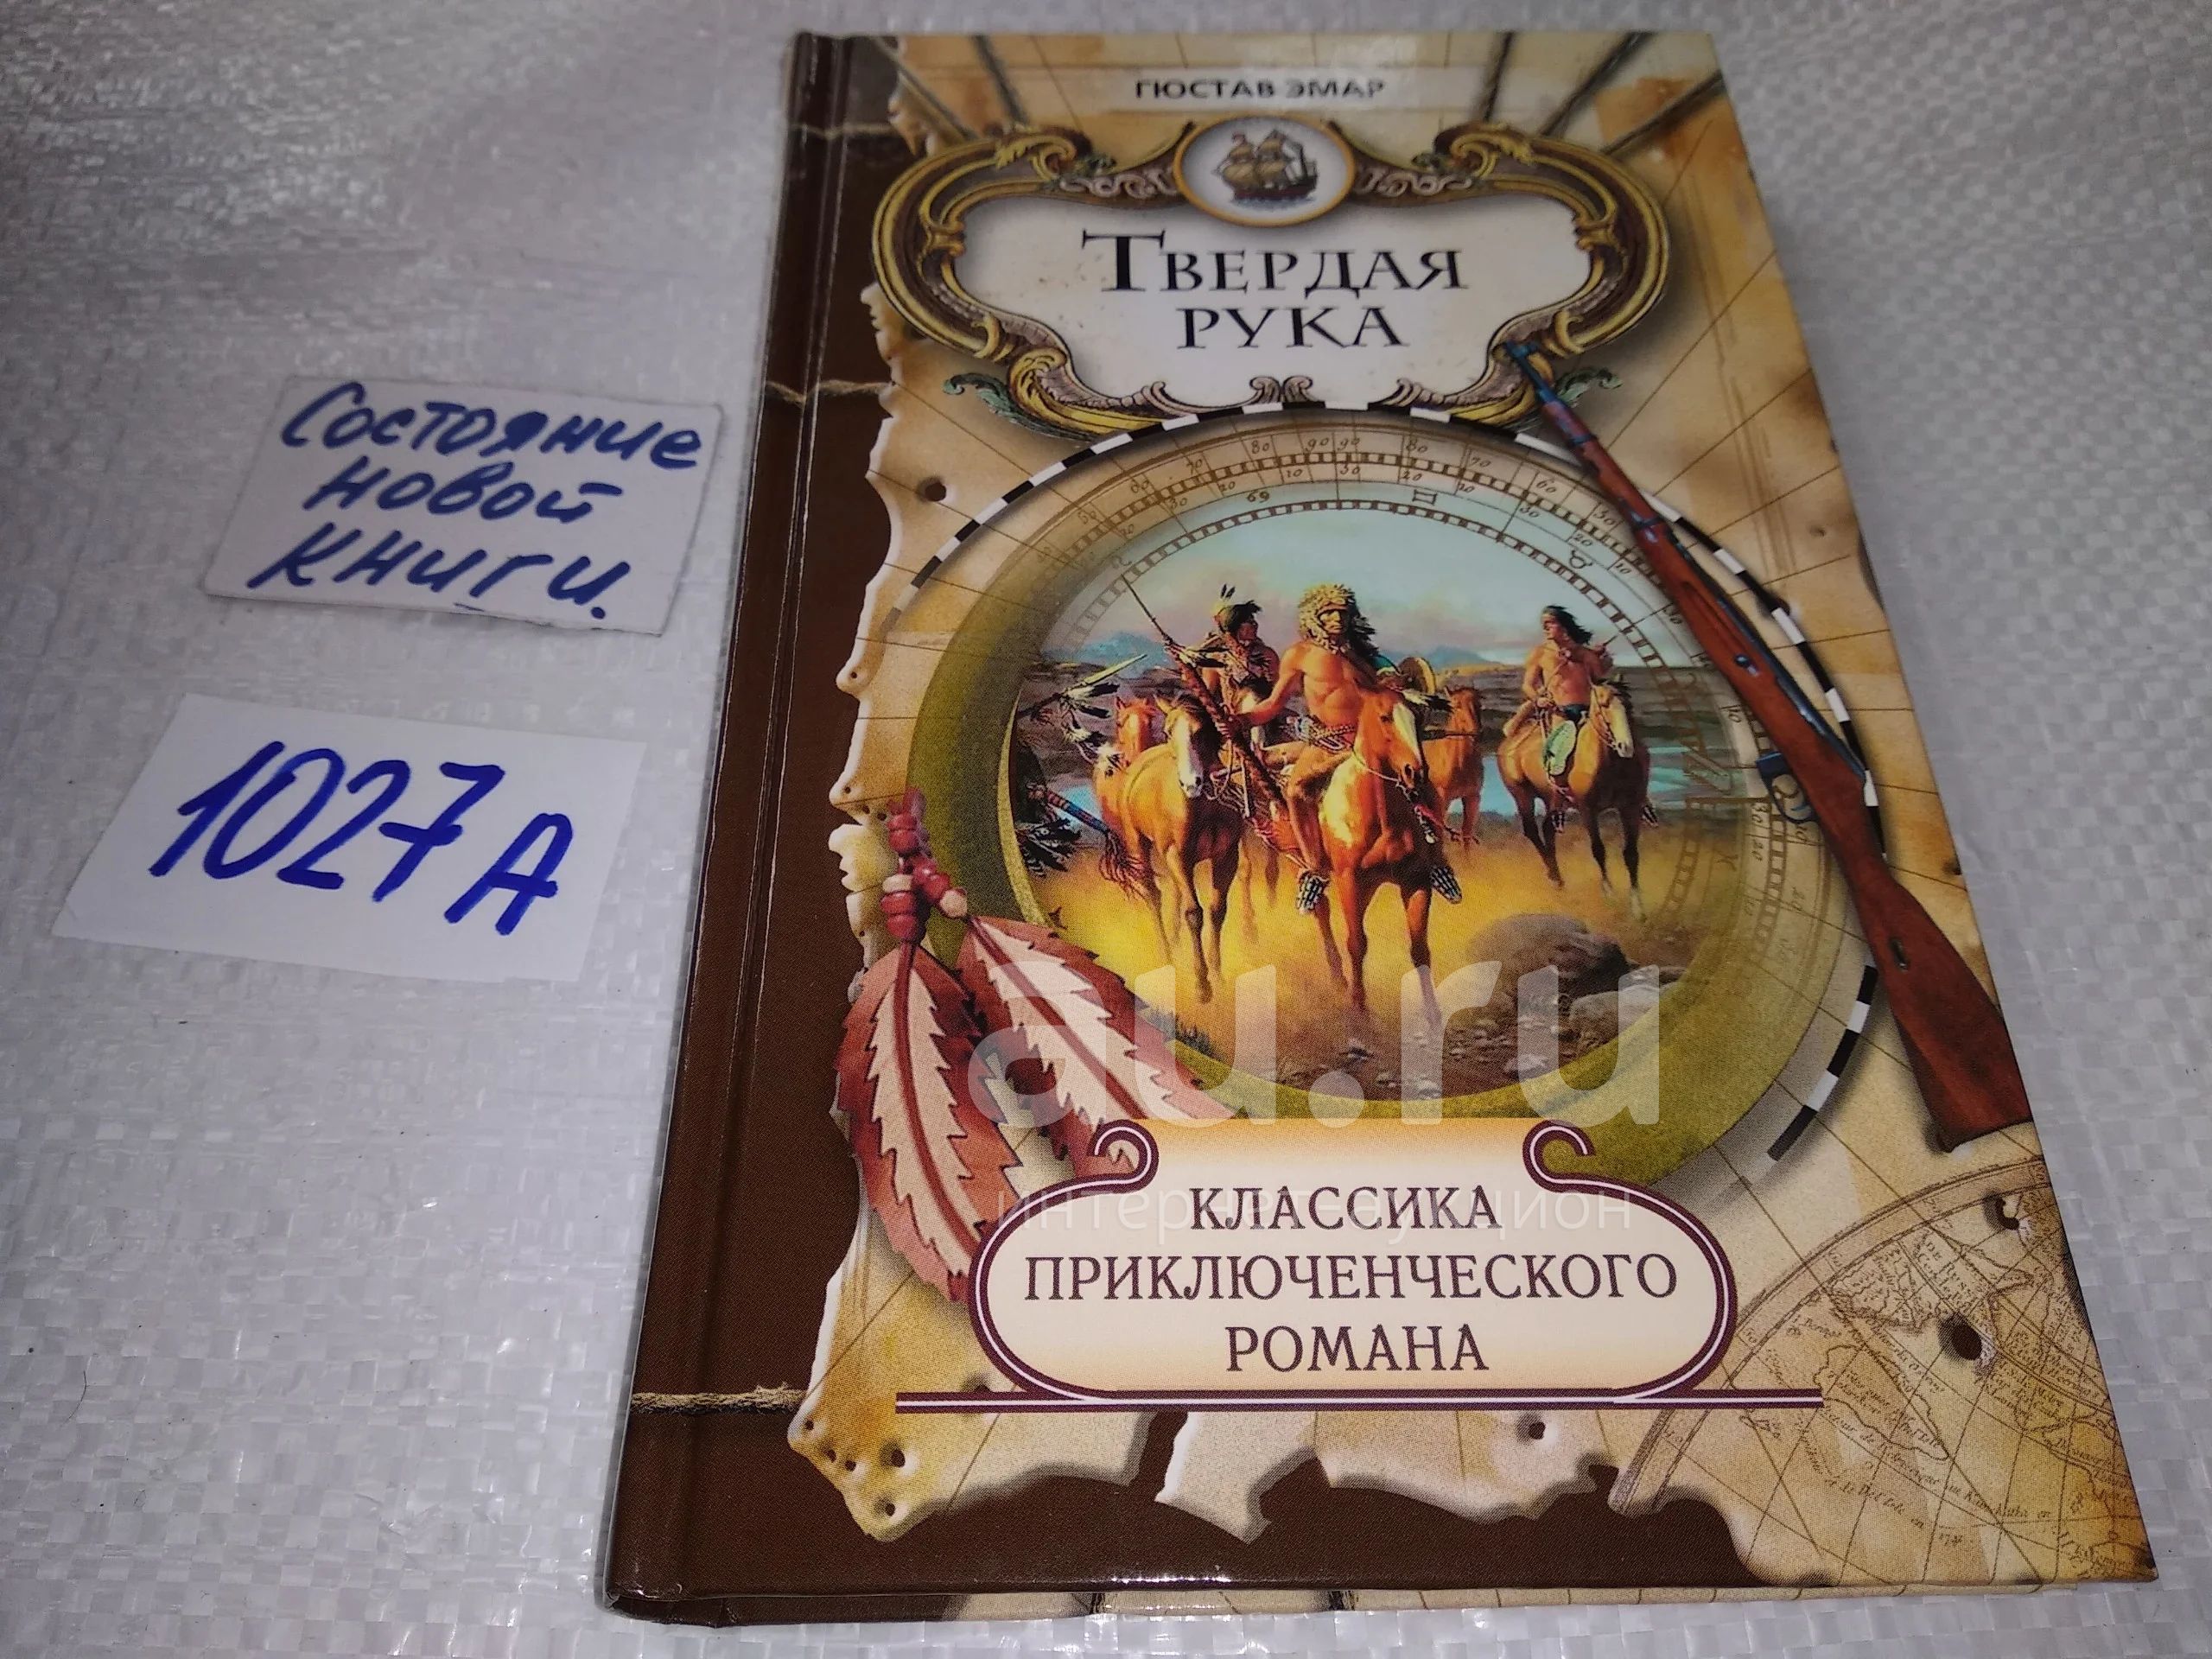 ГЮСТАВ ЭМАР
ТВЕРДАЯ
РУКА
Состояние
новой
книги.
1027А
au.ru
интернет-аукцион
КЛАССИКА
ПРИКЛЮЧЕНЧЕСКОГО
РОМАНА